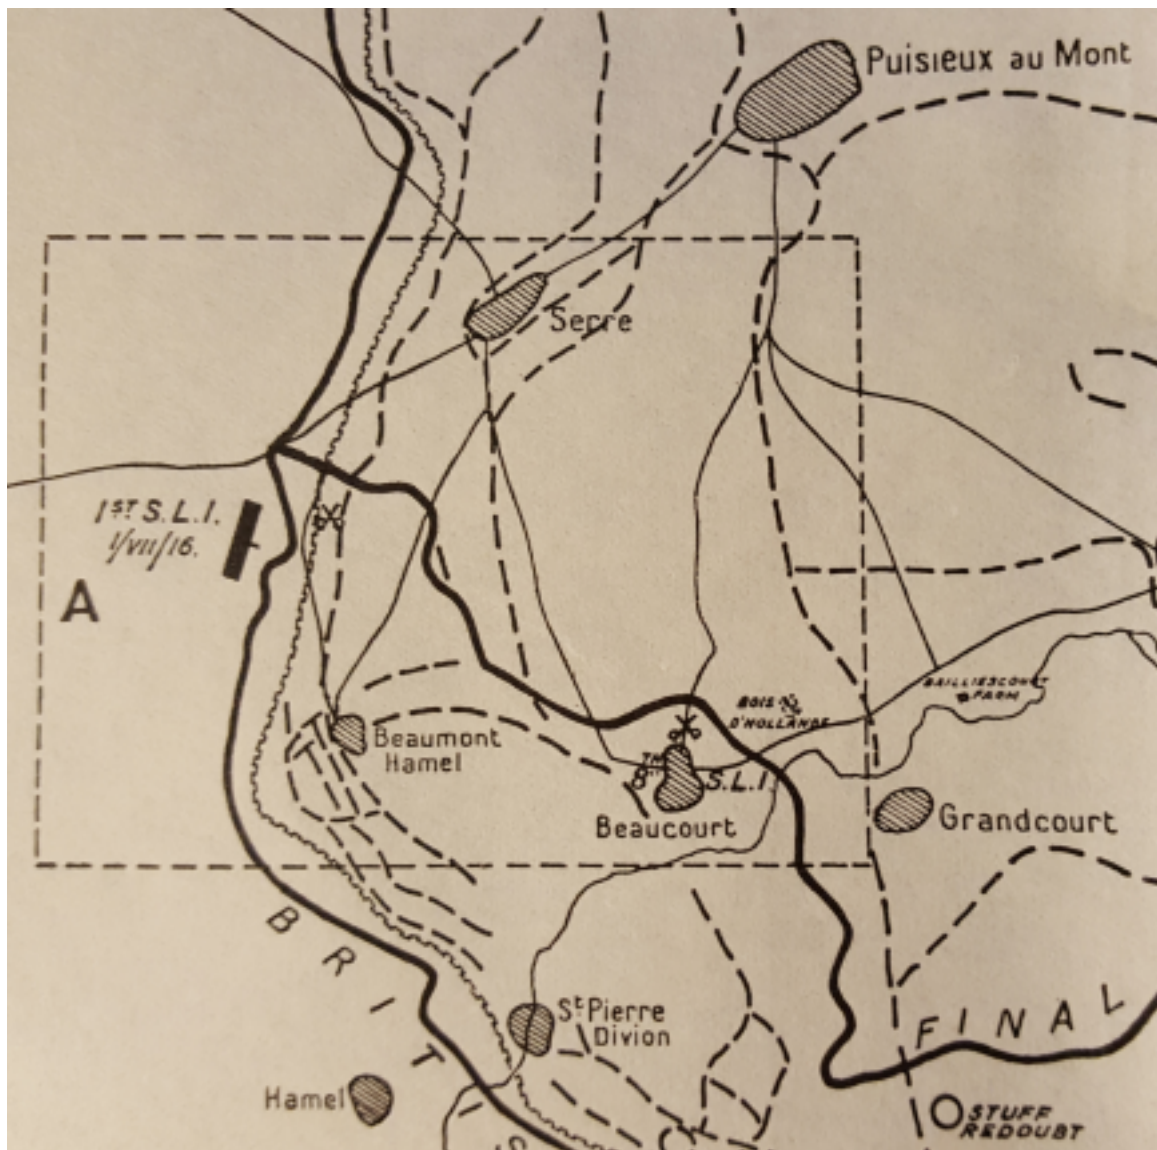 Puisieux au Mont
Serre
1ST S.L.I.
1/VII/16.
A
BAILLIESCOURT
FARM
BOIS
D'HOLLANDE
Beaumont
Hamel
8TH S.L.I.
Beaucourt
Grandcourt
BRITIS
FINAL
St Pierre
Divion
Hamel
STUFF
REDOUBT